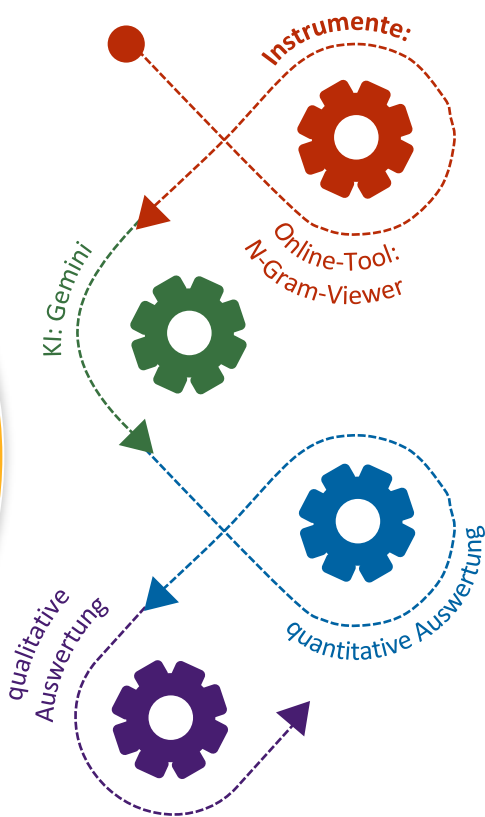 Instrumente:
Online-Tool:
N-Gram-Viewer
KI: Gemini
quantitative Auswertung
qualitative
Auswertung